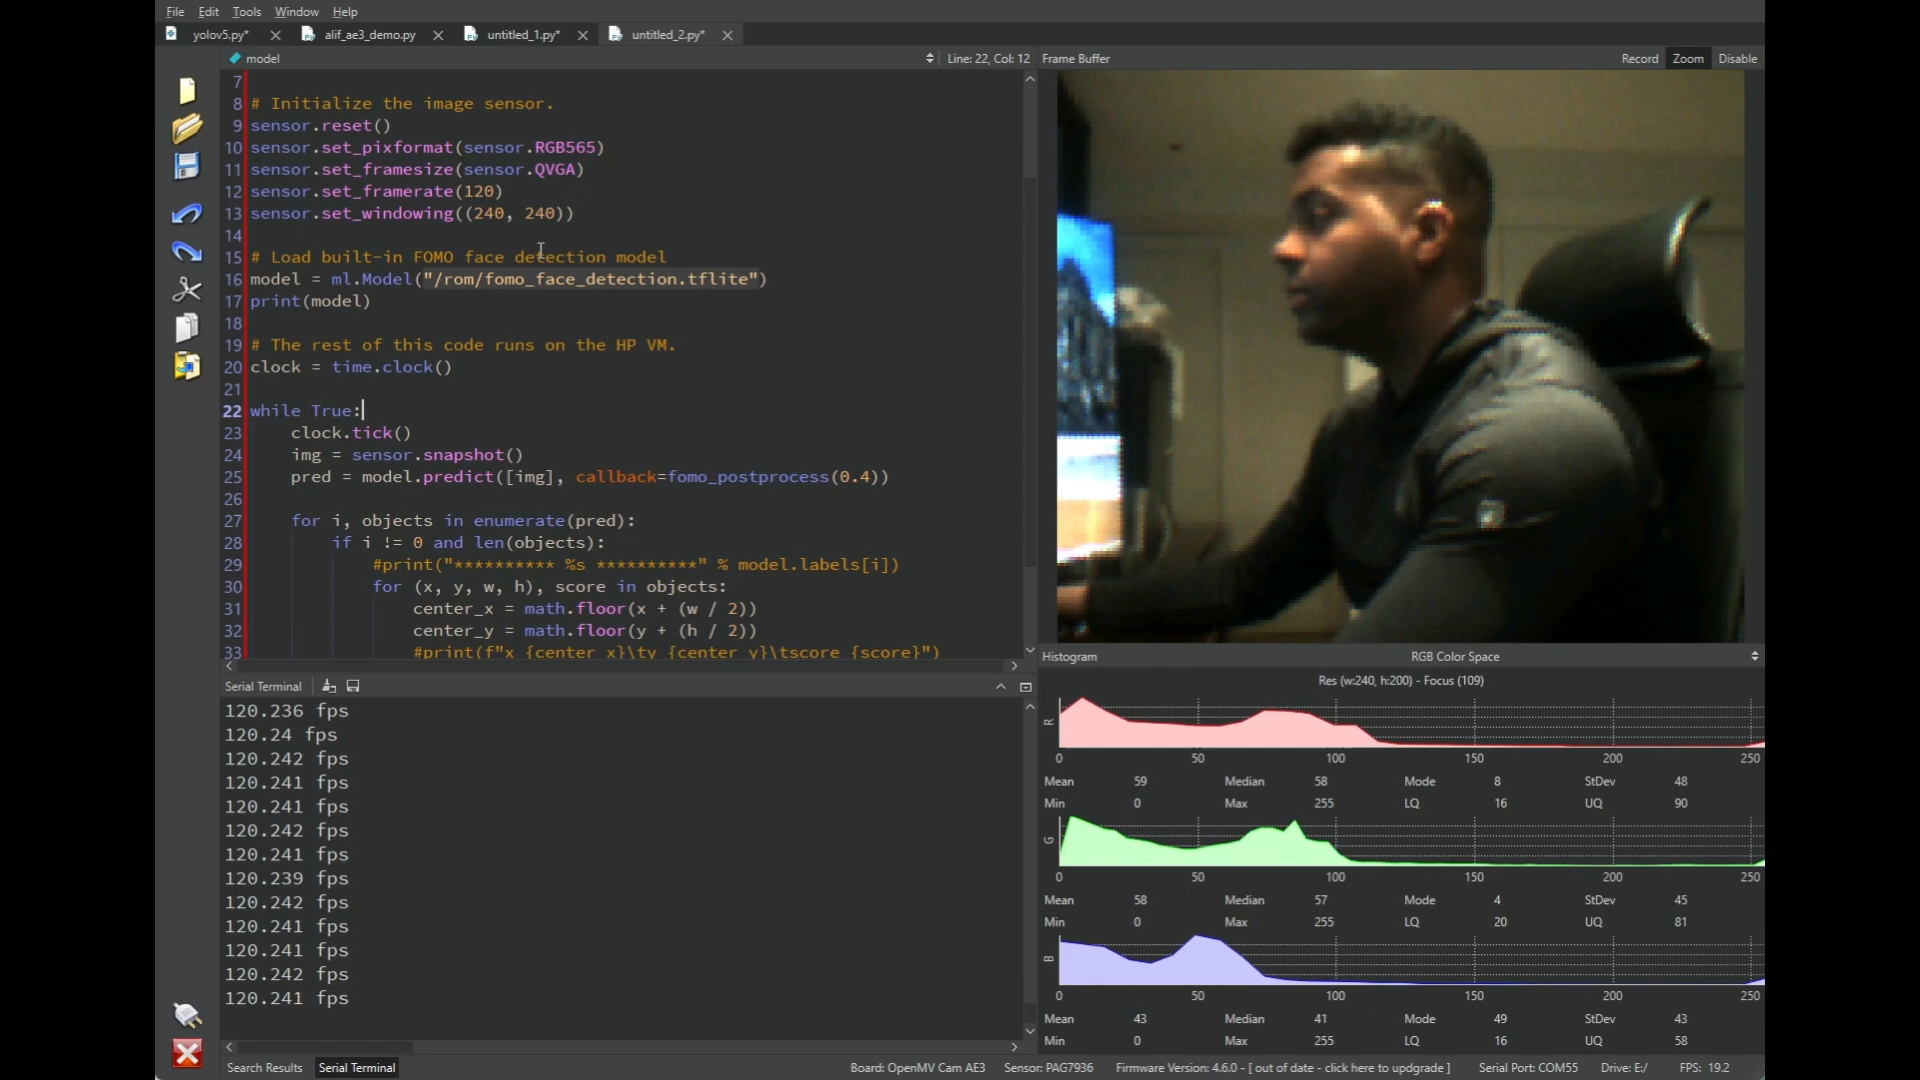 File Edit Tools Window Help
yolov5.py* alif_ae3_demo.py untitled_1.py* untitled_2.py*
model Line: 22, Col: 12
7
8 # Initialize the image sensor.
9 sensor.reset()
10 sensor.set_pixformat(sensor.RGB565)
11 sensor.set_framesize(sensor.QVGA)
12 sensor.set_framerate(120)
13 sensor.set_windowing((240, 240))
14
15 # Load built-in FOMO face detection model
16 model = ml.Model("/rom/fomo_face_detection.tflite")
17 print(model)
18
19 # The rest of this code runs on the HP VM.
20 clock = time.clock()
21
22 while True:
23 clock.tick()
24 img = sensor.snapshot()
25 pred = model.predict([img], callback=fomo_postprocess(0.4))
26
27 for i, objects in enumerate(pred):
28 if i != 0 and len(objects):
29 #print("********** %s **********" % model.labels[i])
30 for (x, y, w, h), score in objects:
31 center_x = math.floor(x + (w / 2))
32 center_y = math.floor(y + (h / 2))
33 #print(f"x {center_x}\ty {center_y}\tscore {score}")
Serial Terminal
120.236 fps
120.24 fps
120.242 fps
120.241 fps
120.241 fps
120.242 fps
120.241 fps
120.239 fps
120.242 fps
120.241 fps
120.241 fps
120.242 fps
120.241 fps
Search Results Serial Terminal
Frame Buffer Record Zoom Disable
Histogram RGB Color Space
Res (w:240, h:200) - Focus (109)
R
0 50 100 150 200 250
Mean 59 Median 58 Mode 8 StDev 48
Min 0 Max 255 LQ 16 UQ 90
G
0 50 100 150 200 250
Mean 58 Median 57 Mode 4 StDev 45
Min 0 Max 255 LQ 20 UQ 81
B
0 50 100 150 200 250
Mean 43 Median 41 Mode 49 StDev 43
Min 0 Max 255 LQ 16 UQ 58
Board: OpenMV Cam AE3 Sensor: PAG7936 Firmware Version: 4.6.0 - [ out of date - click here to updgrade ] Serial Port: COM55 Drive: E:/ FPS: 19.2